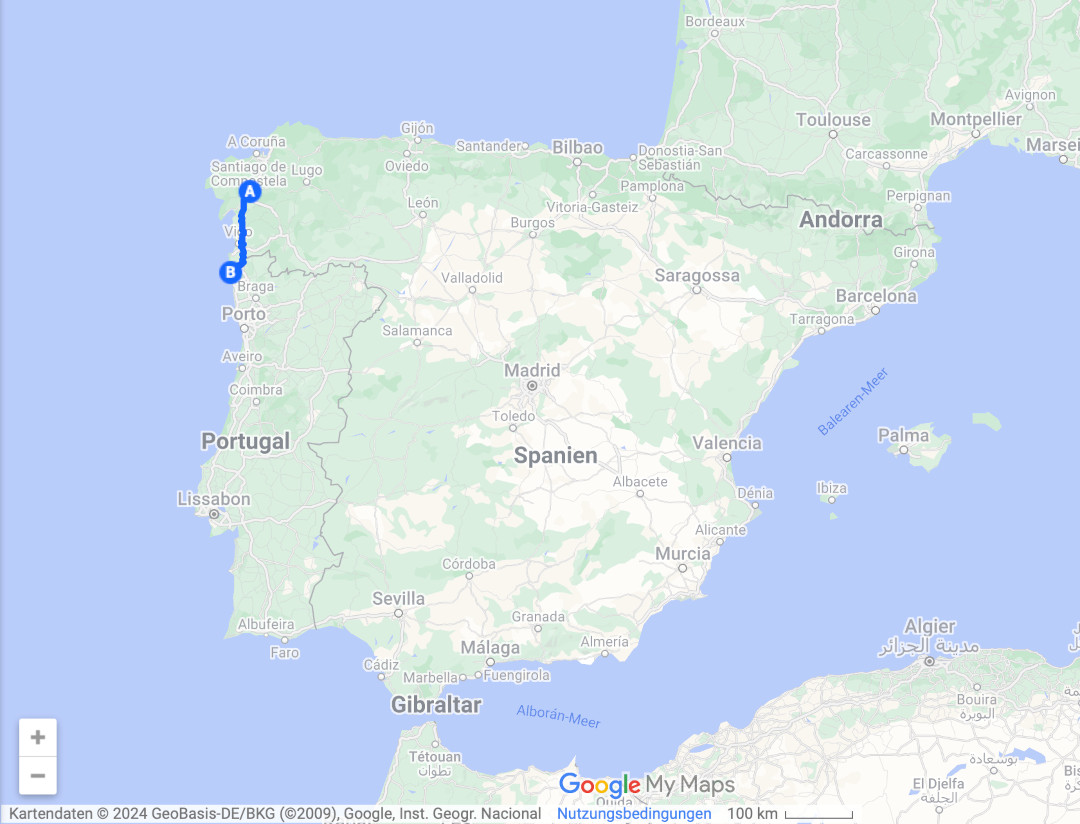 Bordeaux
Avignon
Toulouse
Montpellier
Marsei
A Coruña
Gijón
Santander
Bilbao
Donostia-San
Sebastián
Carcassonne
Santiago de
Compostela
Lugo
Oviedo
Pamplona
Perpignan
A
León
Vitoria-Gasteiz
Burgos
Andorra
Vigo
Girona
B
Braga
Valladolid
Saragossa
Barcelona
Porto
Tarragona
Salamanca
Aveiro
Madrid
Coimbra
Toledo
Balearen-Meer
Portugal
Spanien
Valencia
Palma
Albacete
Lissabon
Dénia
Ibiza
Alicante
Murcia
Córdoba
Sevilla
Granada
Albufeira
Faro
Almería
Málaga
Algier
مدينة الجزائر
Cádiz
Marbella
Fuengirola
Gibraltar
Alborán-Meer
Bouira
البويرة
Tétouan
تطوان
بوسعادة
Bis
El Djelfa
الجلفة
+
−
Google My Maps
Kartendaten © 2024 GeoBasis-DE/BKG (©2009), Google, Inst. Geogr. Nacional Nutzungsbedingungen 100 km